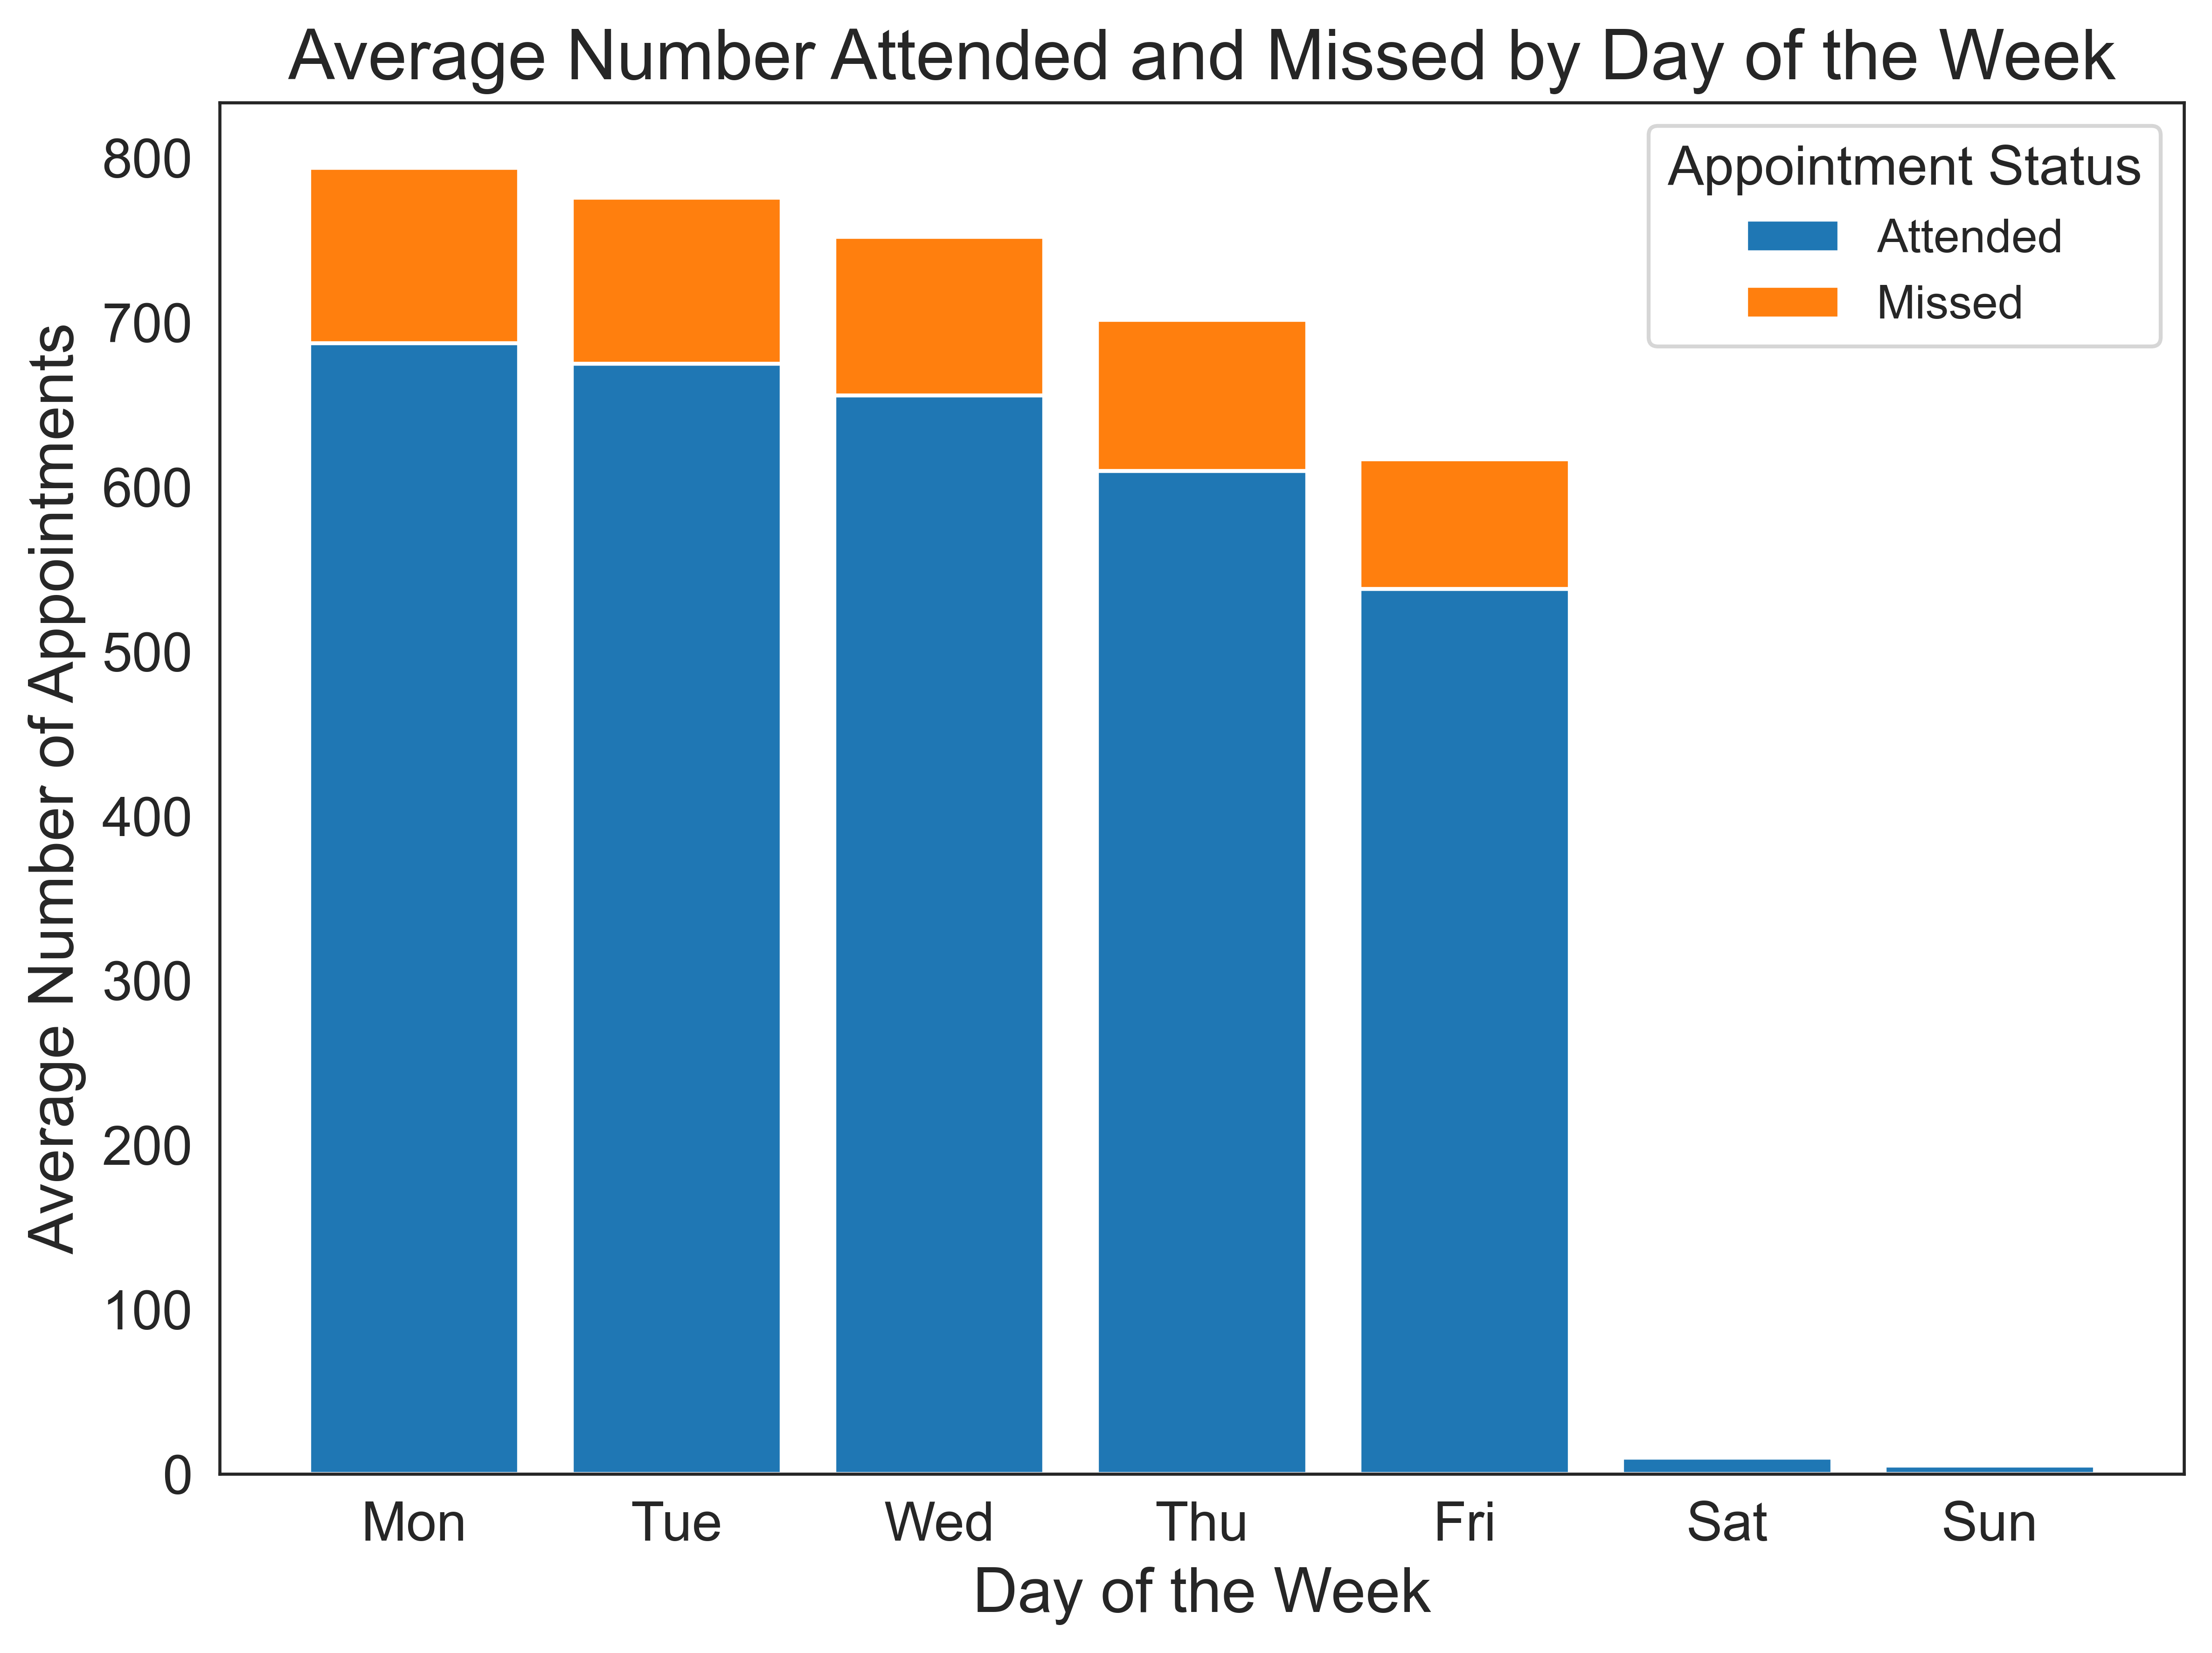 Average Number Attended and Missed by Day of the Week
Appointment Status
Attended
Missed
Average Number of Appointments
800
700
600
500
400
300
200
100
0
Mon Tue Wed Thu Fri Sat Sun
Day of the Week